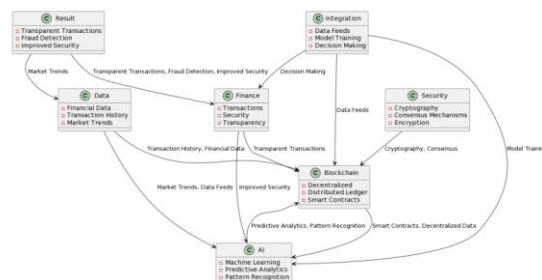 C Result
Transparent Transactions
Fraud Detection
Improved Security
C Integration
Data Feeds
Model Training
Decision Making
Market Trends
Transparent Transactions, Fraud Detection, Improved Security
Decision Making
C Data
Financial Data
Transaction History
Market Trends
C Finance
Transactions
Security
Transparency
Data Feeds
C Security
Cryptography
Consensus Mechanisms
Encryption
Transaction History, Financial Data
Transparent Transactions
Cryptography, Consensus
Model Traini
C Blockchain
Decentralized
Distributed Ledger
Smart Contracts
Market Trends, Data Feeds
Improved Security
Predictive Analytics, Pattern Recognition
Smart Contracts, Decentralized Data
C AI
Machine Learning
Predictive Analytics
Pattern Recognition